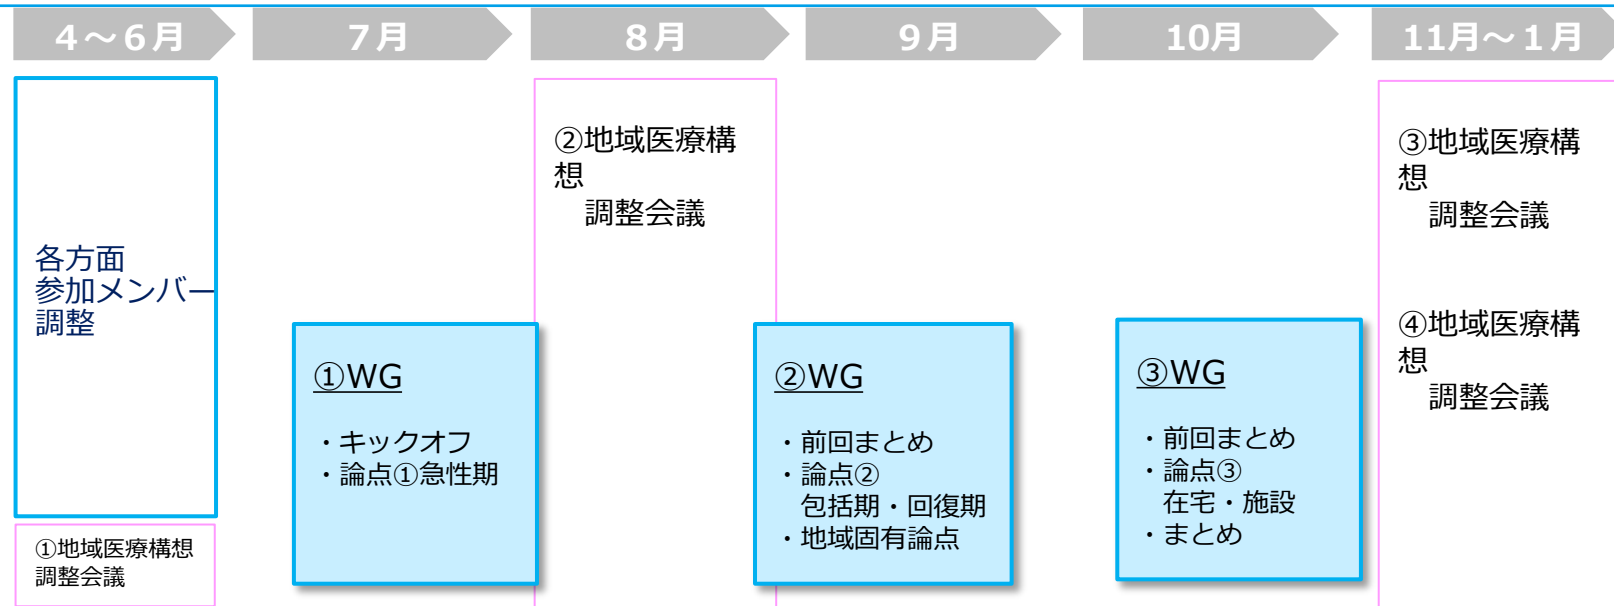 ４～６月
７月
８月
９月
10月
11月～１月
各方面
参加メンバー
調整
①地域医療構想
調整会議
①WG
・キックオフ
・論点①急性期
②地域医療構
想
調整会議
②WG
・前回まとめ
・論点②
包括期・回復期
・地域固有論点
③WG
・前回まとめ
・論点③
在宅・施設
・まとめ
③地域医療構
想
調整会議
④地域医療構
想
調整会議